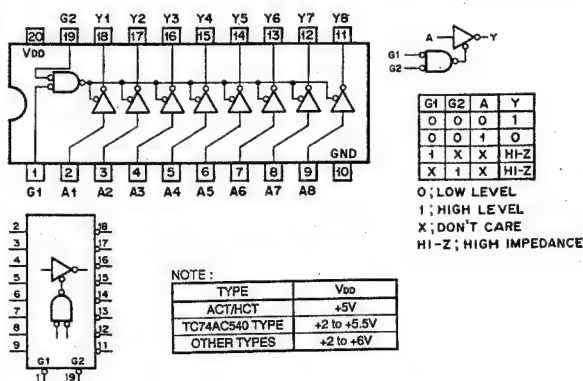 G2 Y1 Y2 Y3 Y4 Y5 Y6 Y7 Y8
20 19 18 17 16 15 14 13 12 11
VDD
GND
1 2 3 4 5 6 7 8 9 10
G1 A1 A2 A3 A4 A5 A6 A7 A8
A Y
G1
G2
G1 G2 A Y
0 0 0 1
0 0 1 0
1 X X HI-Z
X 1 X HI-Z
0;LOW LEVEL
1;HIGH LEVEL
X;DON'T CARE
HI-Z;HIGH IMPEDANCE
2 18
3 17
4 16
5 15
6 14
7 13
8 12
9 11
G1 G2
1 19
NOTE :
TYPE VDD
ACT/HCT +5V
TC74AC540 TYPE +2 to +5.5V
OTHER TYPES +2 to +6V